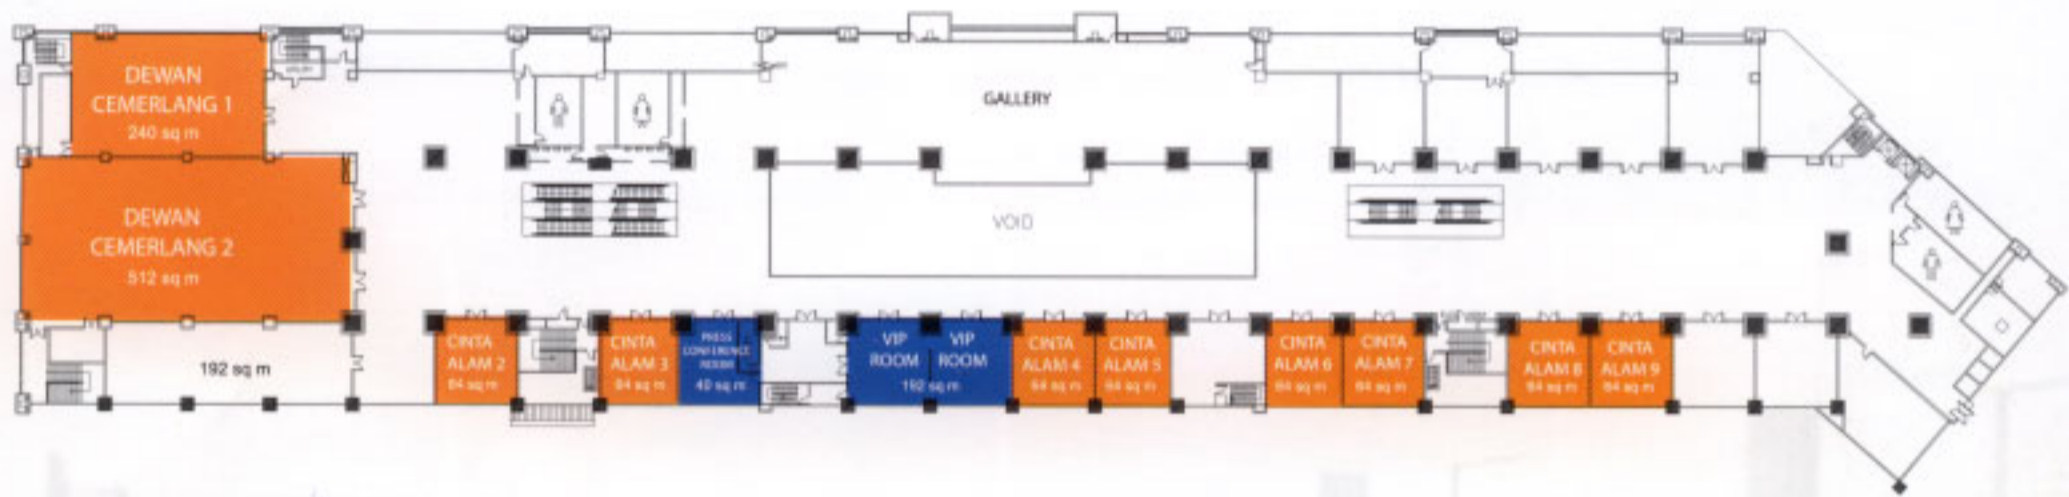 DEWAN
CEMERLANG 1
240 sq m
DEWAN
CEMERLANG 2
512 sq m
192 sq m
GALLERY
VOID
CINTA
ALAM 2
64 sq m
CINTA
ALAM 3
64 sq m
PRESS
CONFERENCE
ROOM
40 sq m
VIP
ROOM
VIP
ROOM
192 sq m
CINTA
ALAM 4
64 sq m
CINTA
ALAM 5
64 sq m
CINTA
ALAM 6
64 sq m
CINTA
ALAM 7
64 sq m
CINTA
ALAM 8
64 sq m
CINTA
ALAM 9
64 sq m